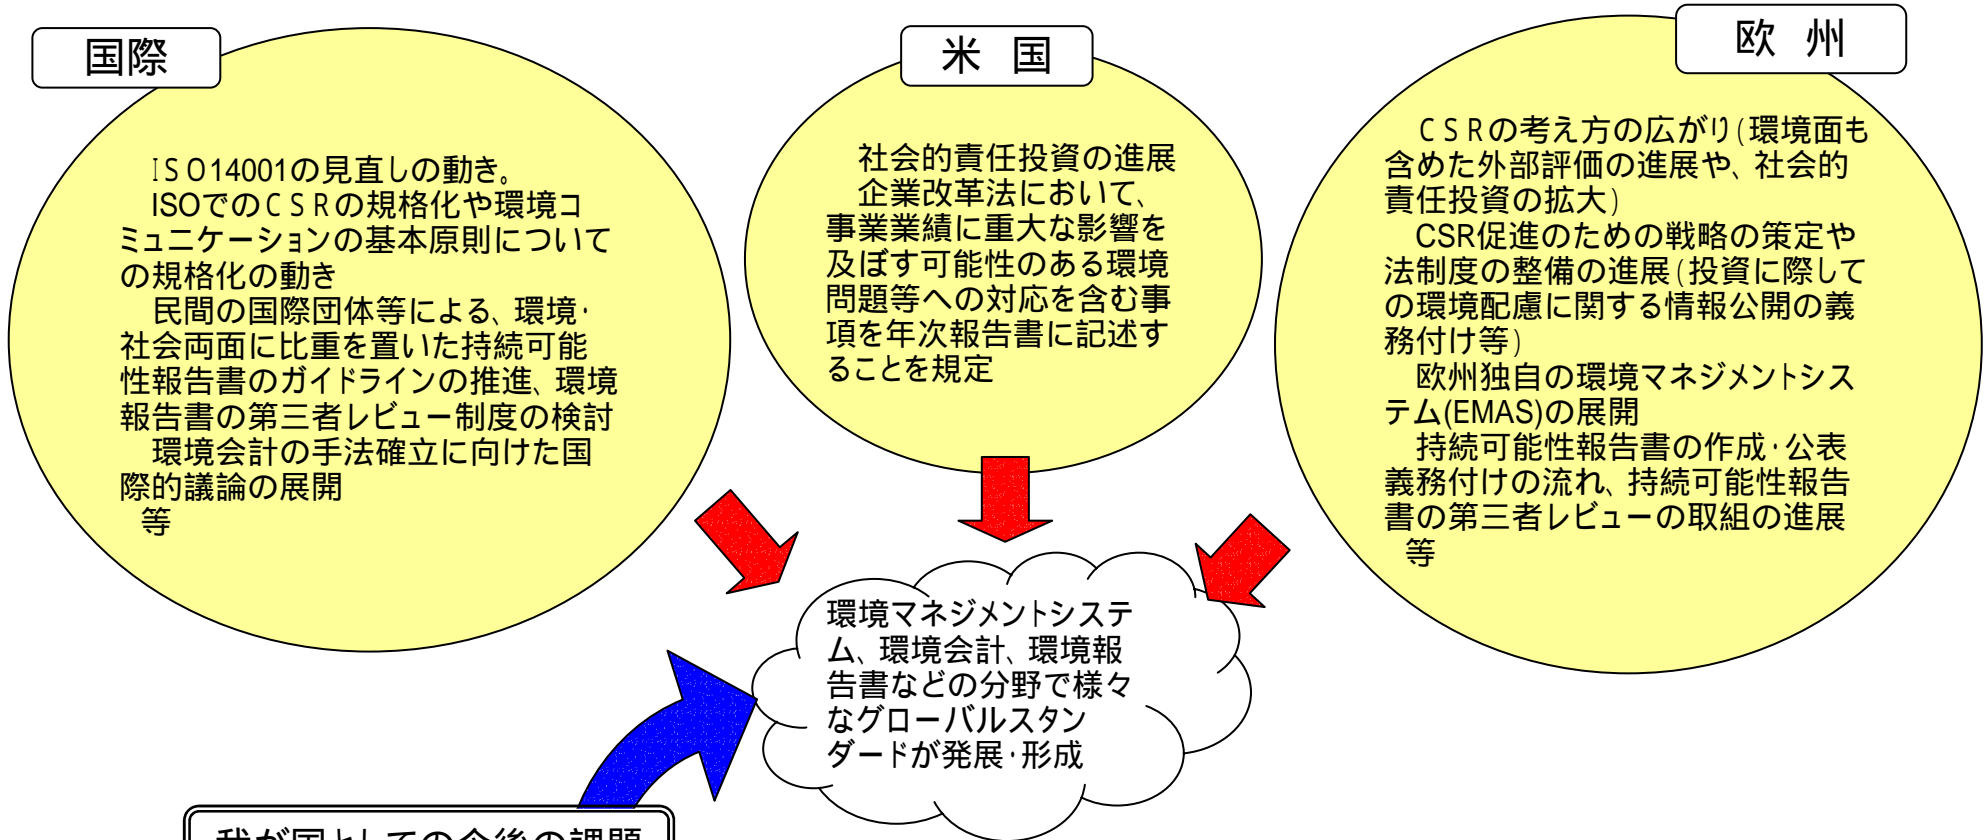 国際
ISO14001の見直しの動き。
ISOでのCSRの規格化や環境コ
ミュニケーションの基本原則について
の規格化の動き
民間の国際団体等による、環境・
社会両面に比重を置いた持続可能
性報告書のガイドラインの推進、環境
報告書の第三者レビュー制度の検討
環境会計の手法確立に向けた国
際的議論の展開
等
米 国
社会的責任投資の進展
企業改革法において、
事業業績に重大な影響を
及ぼす可能性のある環境
問題等への対応を含む事
項を年次報告書に記述す
ることを規定
欧 州
CSRの考え方の広がり(環境面も
含めた外部評価の進展や、社会的
責任投資の拡大)
CSR促進のための戦略の策定や
法制度の整備の進展(投資に際して
の環境配慮に関する情報公開の義
務付け等)
欧州独自の環境マネジメントシス
テム(EMAS)の展開
持続可能性報告書の作成・公表
義務付けの流れ、持続可能性報告
書の第三者レビューの取組の進展
等
環境マネジメントシステ
ム、環境会計、環境報
告書などの分野で様々
なグローバルスタン
ダードが発展・形成
我が国としての今後の課題